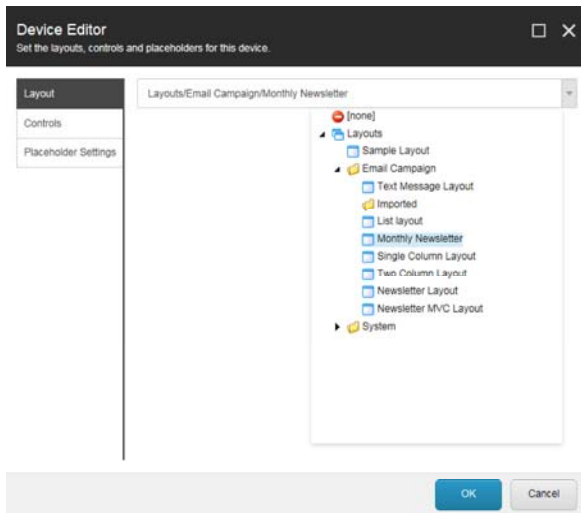 Device Editor
Set the layouts, controls and placeholders for this device.
Layout
Layouts/Email Campaign/Monthly Newsletter
Controls
Placeholder Settings
[none]
Layouts
Sample Layout
Email Campaign
Text Message Layout
Imported
List layout
Monthly Newsletter
Single Column Layout
Two Column Layout
Newsletter Layout
Newsletter MVC Layout
System
OK
Cancel